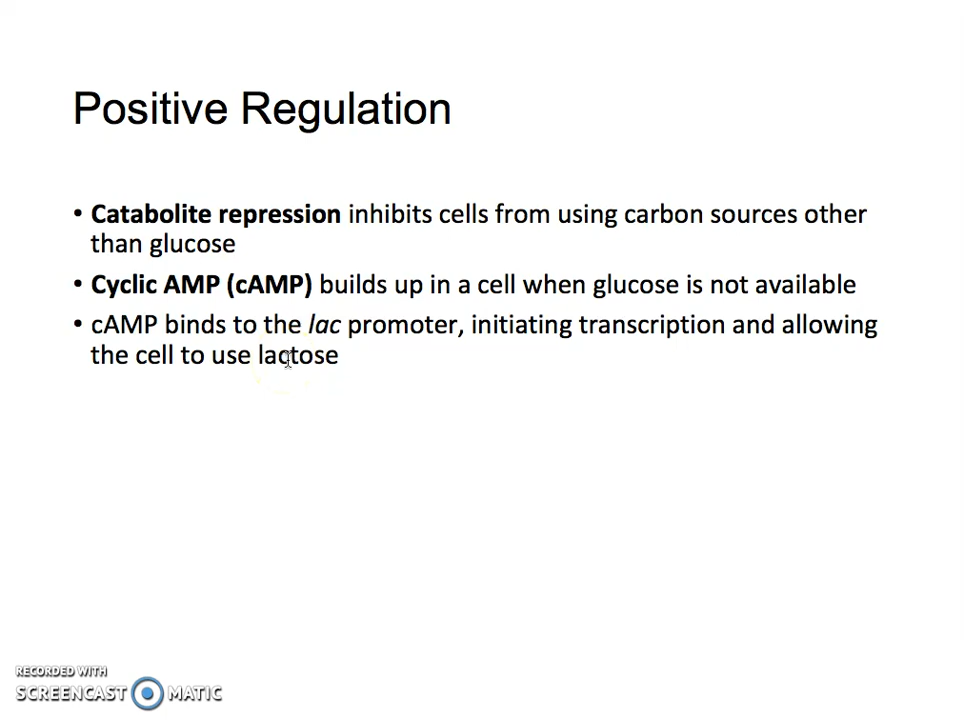 Positive Regulation
• Catabolite repression inhibits cells from using carbon sources other
than glucose
• Cyclic AMP (cAMP) builds up in a cell when glucose is not available
• cAMP binds to the lac promoter, initiating transcription and allowing
the cell to use lactose
RECORDED WITH
SCREENCAST MATIC